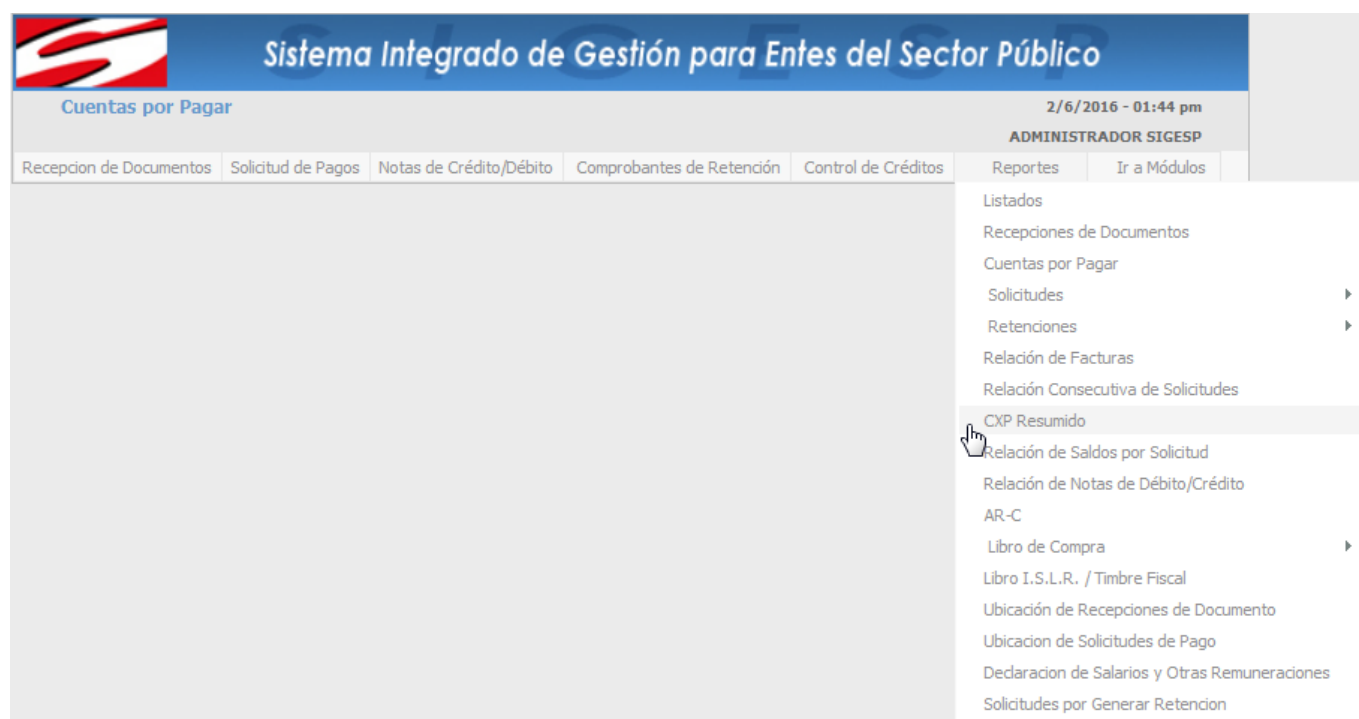 SIGESP
Sistema Integrado de Gestión para Entes del Sector Público
Cuentas por Pagar
2/6/2016 - 01:44 pm
ADMINISTRADOR SIGESP
Recepcion de Documentos Solicitud de Pagos Notas de Crédito/Débito Comprobantes de Retención Control de Créditos Reportes Ir a Módulos
Listados
Recepciones de Documentos
Cuentas por Pagar
Solicitudes
Retenciones
Relación de Facturas
Relación Consecutiva de Solicitudes
CXP Resumido
Relación de Saldos por Solicitud
Relación de Notas de Débito/Crédito
AR-C
Libro de Compra
Libro I.S.L.R. / Timbre Fiscal
Ubicación de Recepciones de Documento
Ubicacion de Solicitudes de Pago
Declaracion de Salarios y Otras Remuneraciones
Solicitudes por Generar Retencion